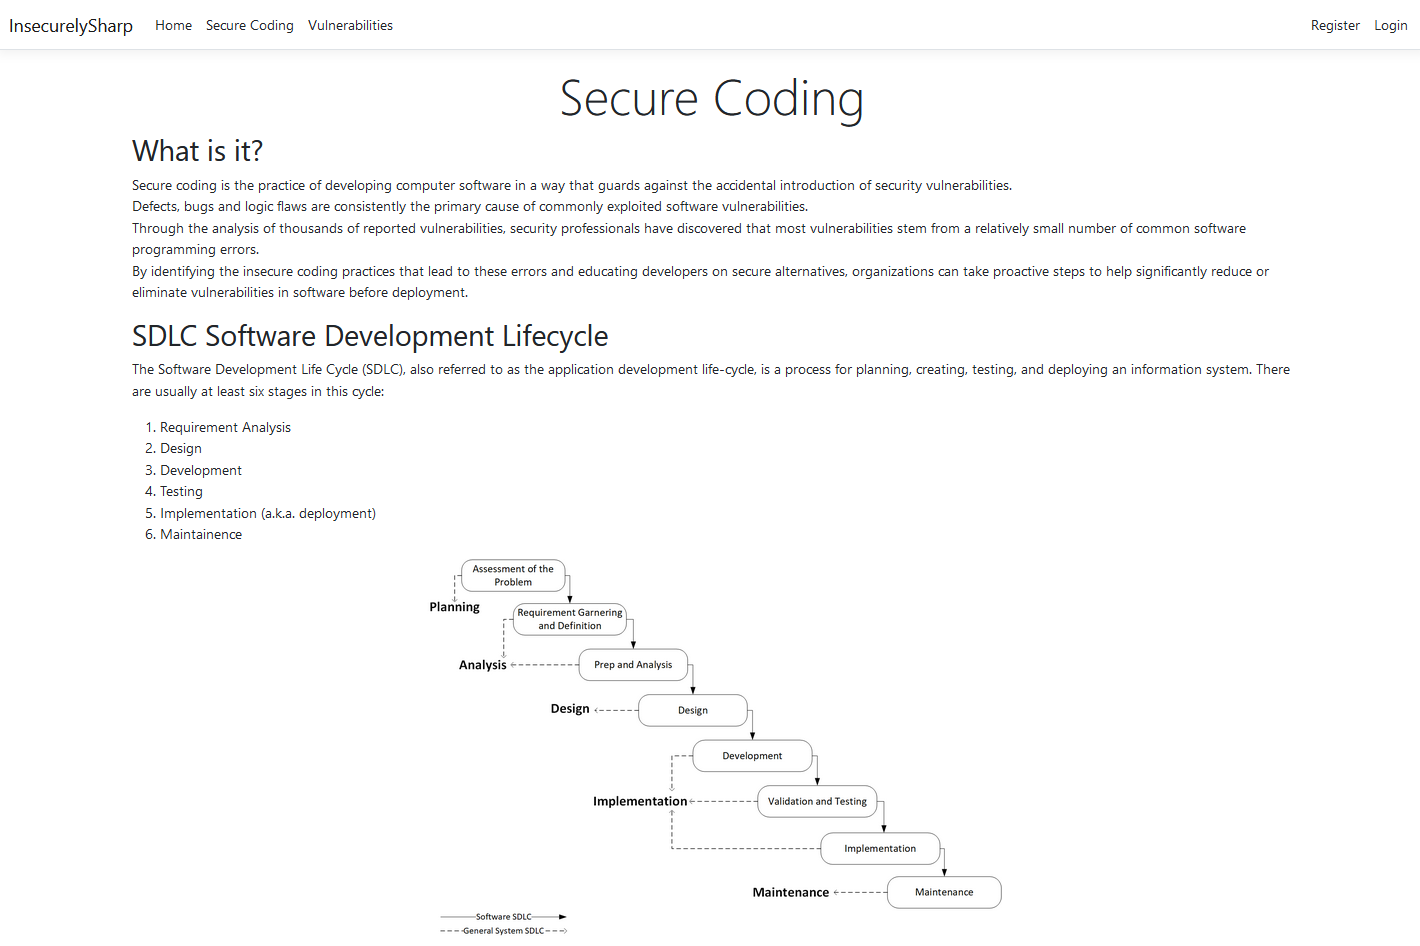 InsecurelySharp Home Secure Coding Vulnerabilities Register Login
Secure Coding
What is it?
Secure coding is the practice of developing computer software in a way that guards against the accidental introduction of security vulnerabilities.
Defects, bugs and logic flaws are consistently the primary cause of commonly exploited software vulnerabilities.
Through the analysis of thousands of reported vulnerabilities, security professionals have discovered that most vulnerabilities stem from a relatively small number of common software
programming errors.
By identifying the insecure coding practices that lead to these errors and educating developers on secure alternatives, organizations can take proactive steps to help significantly reduce or
eliminate vulnerabilities in software before deployment.
SDLC Software Development Lifecycle
The Software Development Life Cycle (SDLC), also referred to as the application development life-cycle, is a process for planning, creating, testing, and deploying an information system. There
are usually at least six stages in this cycle:
1. Requirement Analysis
2. Design
3. Development
4. Testing
5. Implementation (a.k.a. deployment)
6. Maintainence
Assessment of the
Problem
Planning
Requirement Garnering
and Definition
Analysis
Prep and Analysis
Design
Design
Development
Implementation
Validation and Testing
Implementation
Maintenance
Maintenance
Software SDLC
General System SDLC